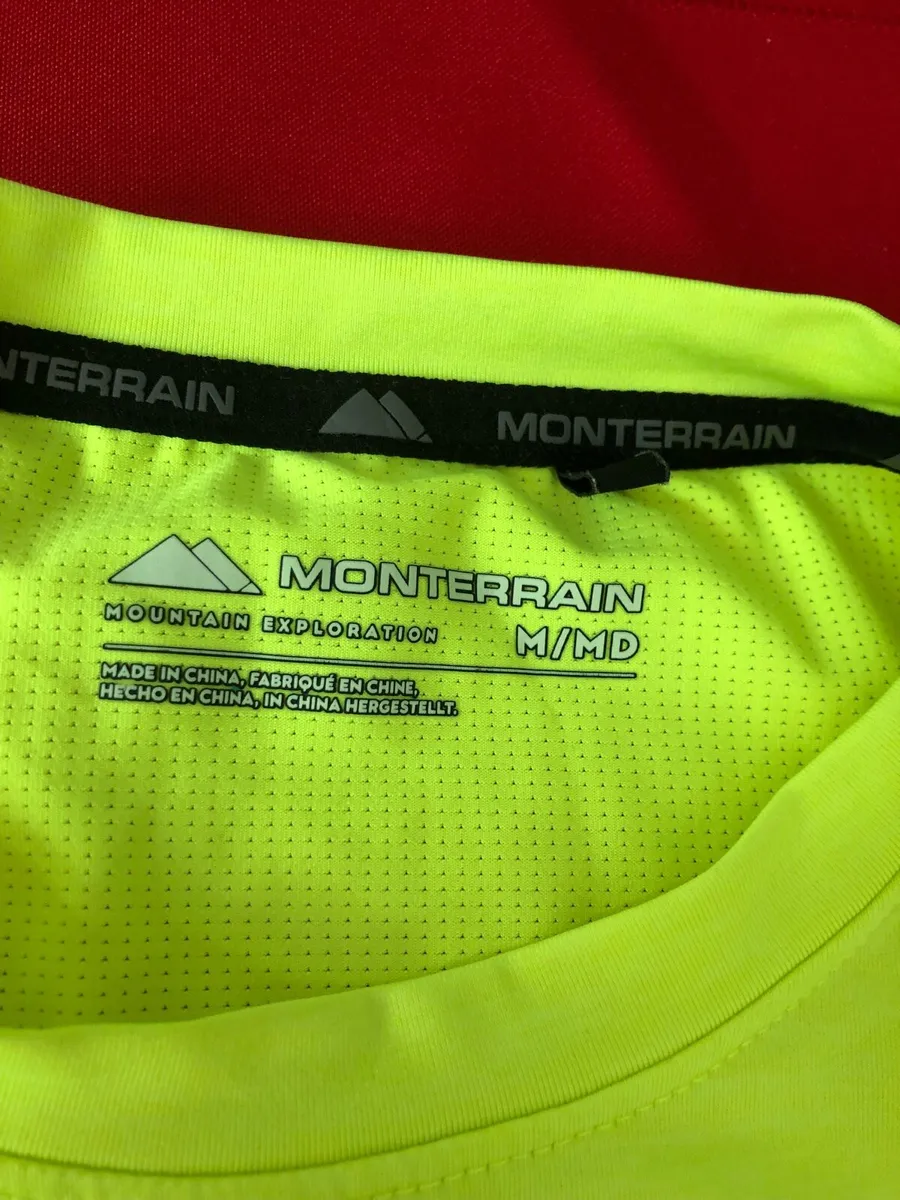 NTERRAIN MONTERRAIN
MONTERRAIN
MOUNTAIN EXPLORATION M/MD
MADE IN CHINA, FABRIQUÉ EN CHINE,
HECHO EN CHINA, IN CHINA HERGESTELLT.